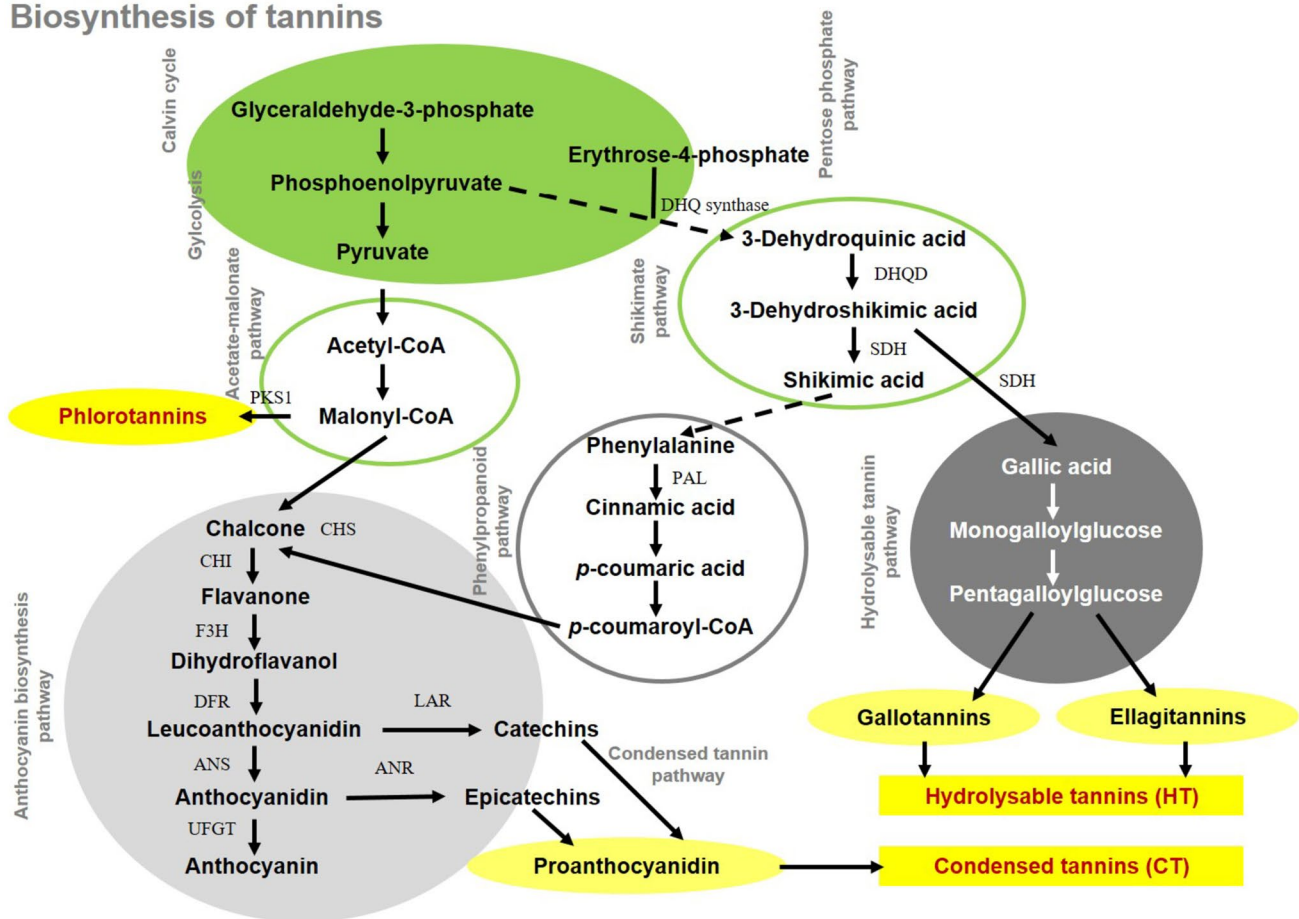 Biosynthesis of tannins
Calvin cycle
Gylcolysis
Glyceraldehyde-3-phosphate
Phosphoenolpyruvate
Pyruvate
Pentose phosphate
pathway
Erythrose-4-phosphate
DHQ synthase
Shikimate
pathway
3-Dehydroquinic acid
DHQD
3-Dehydroshikimic acid
SDH
Shikimic acid
SDH
Acetate-malonate
pathway
Acetyl-CoA
Malonyl-CoA
PKS1
Phlorotannins
Phenylpropanoid
pathway
Phenylalanine
PAL
Cinnamic acid
p-coumaric acid
p-coumaroyl-CoA
Hydrolysable tannin
pathway
Gallic acid
Monogalloylglucose
Pentagalloylglucose
Gallotannins
Ellagitannins
Hydrolysable tannins (HT)
Anthocyanin biosynthesis
pathway
Chalcone
CHS
CHI
Flavanone
F3H
Dihydroflavanol
DFR
Leucoanthocyanidin
LAR
Catechins
ANS
Anthocyanidin
ANR
Epicatechins
UFGT
Anthocyanin
Condensed tannin
pathway
Proanthocyanidin
Condensed tannins (CT)